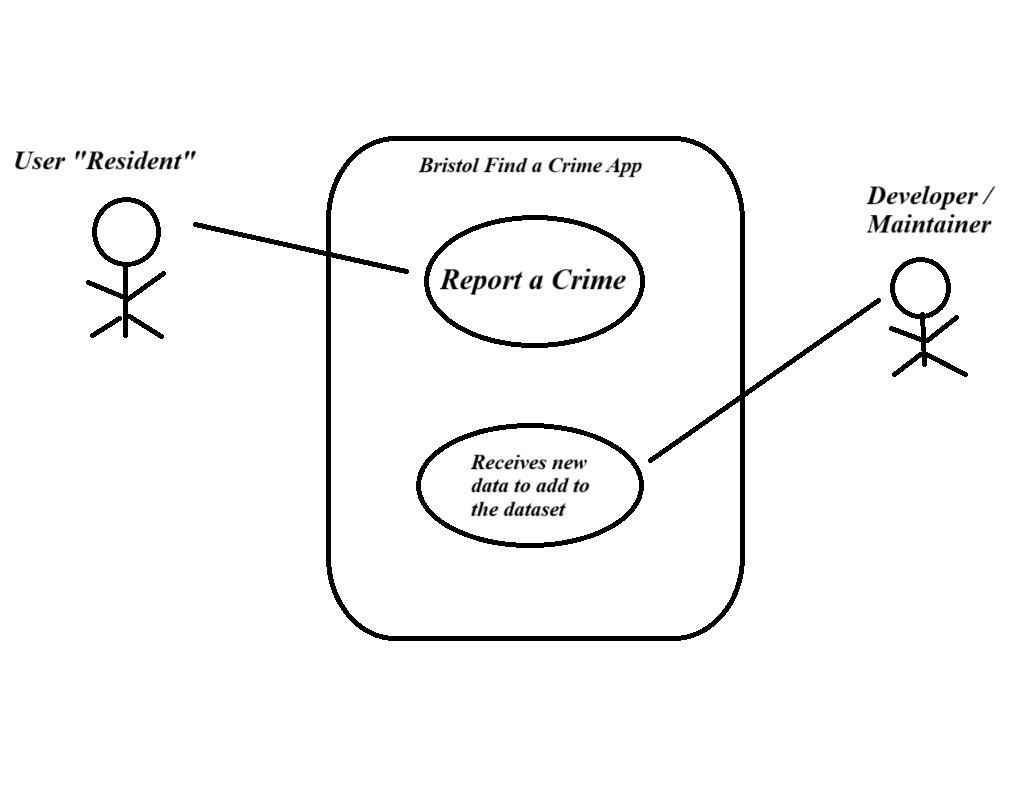 User "Resident"
Bristol Find a Crime App
Developer /
Maintainer
Report a Crime
Receives new
data to add to
the dataset